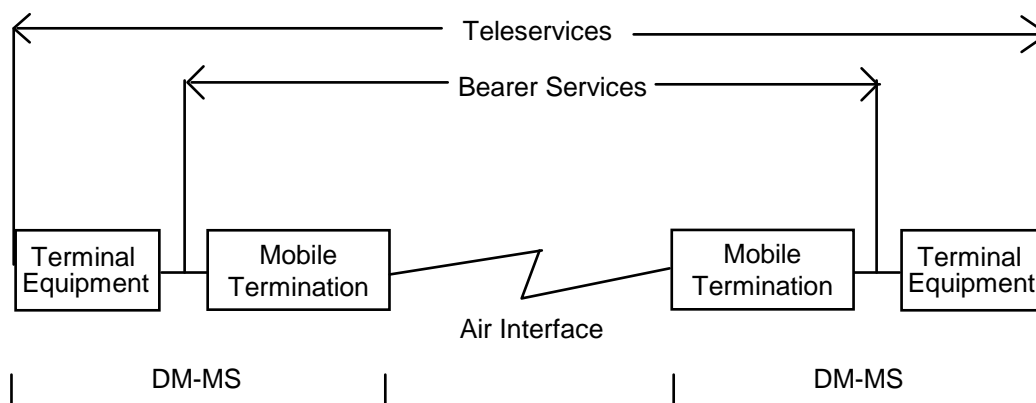 Teleservices
Bearer Services
Terminal
Equipment
Mobile
Termination
Air Interface
Mobile
Termination
Terminal
Equipment
DM-MS
DM-MS